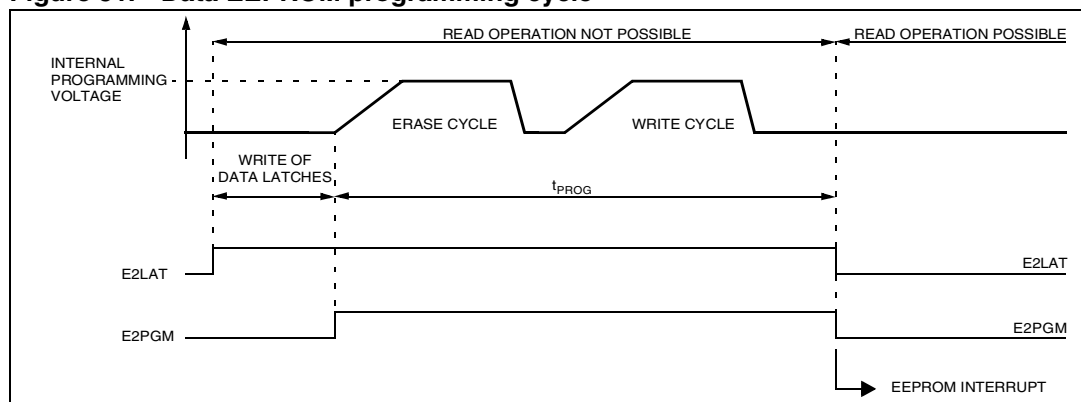 Figure Data EEPROM programming cycle
READ OPERATION NOT POSSIBLE
READ OPERATION POSSIBLE
INTERNAL
PROGRAMMING
VOLTAGE
ERASE CYCLE
WRITE CYCLE
WRITE OF
DATA LATCHES
tPROG
E2LAT
E2LAT
E2PGM
E2PGM
EEPROM INTERRUPT